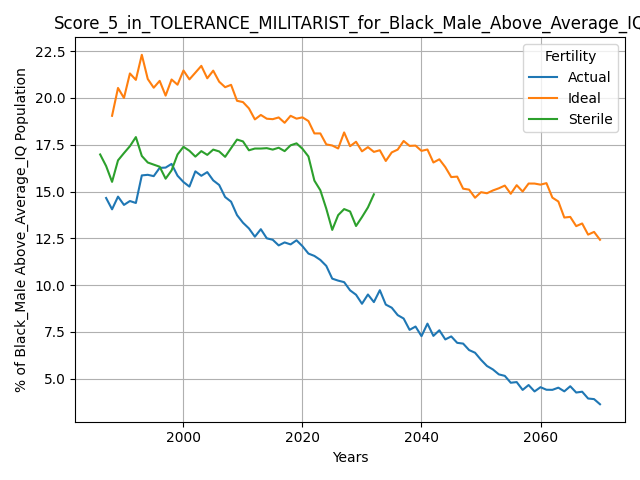 Score_5_in_TOLERANCE_MILITARIST_for_Black_Male_Above_Average_IQ
Fertility
Actual
Ideal
Sterile
% of Black_Male Above_Average_IQ Population
22.5
20.0
17.5
15.0
12.5
10.0
7.5
5.0
2000
2020
2040
2060
Years